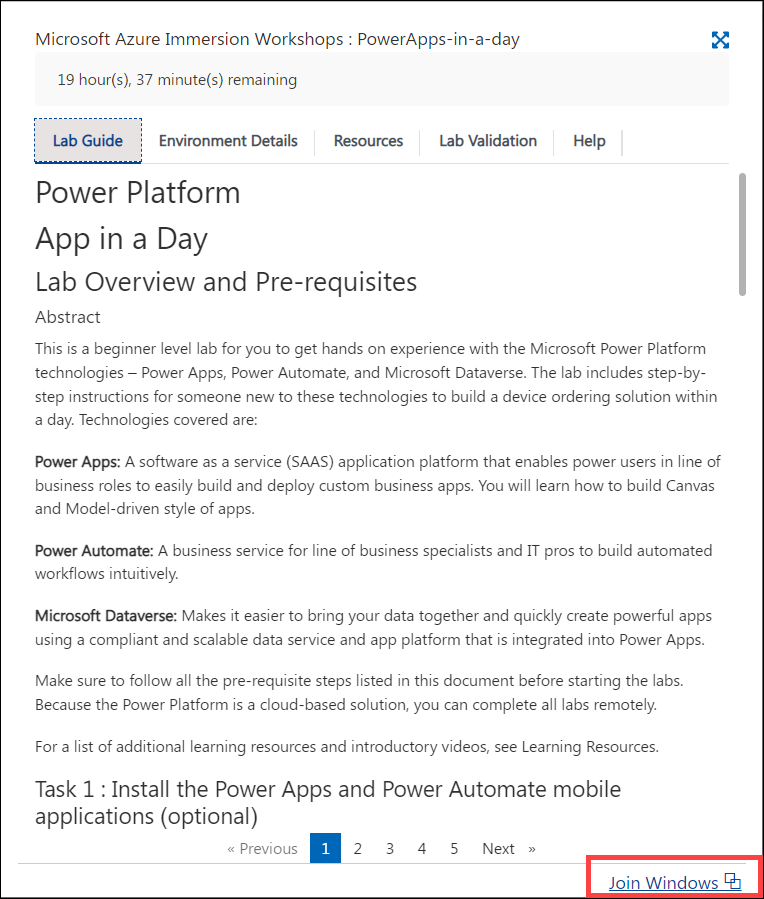 Microsoft Azure Immersion Workshops : PowerApps-in-a-day
19 hour(s), 37 minute(s) remaining
Lab Guide Environment Details Resources Lab Validation Help
Power Platform
App in a Day
Lab Overview and Pre-requisites
Abstract
This is a beginner level lab for you to get hands on experience with the Microsoft Power Platform
technologies – Power Apps, Power Automate, and Microsoft Dataverse. The lab includes step-by-
step instructions for someone new to these technologies to build a device ordering solution within
a day. Technologies covered are:
Power Apps: A software as a service (SAAS) application platform that enables power users in line of
business roles to easily build and deploy custom business apps. You will learn how to build Canvas
and Model-driven style of apps.
Power Automate: A business service for line of business specialists and IT pros to build automated
workflows intuitively.
Microsoft Dataverse: Makes it easier to bring your data together and quickly create powerful apps
using a compliant and scalable data service and app platform that is integrated into Power Apps.
Make sure to follow all the pre-requisite steps listed in this document before starting the labs.
Because the Power Platform is a cloud-based solution, you can complete all labs remotely.
For a list of additional learning resources and introductory videos, see Learning Resources.
Task 1 : Install the Power Apps and Power Automate mobile
applications (optional)
« Previous 1 2 3 4 5 Next »
Join Windows